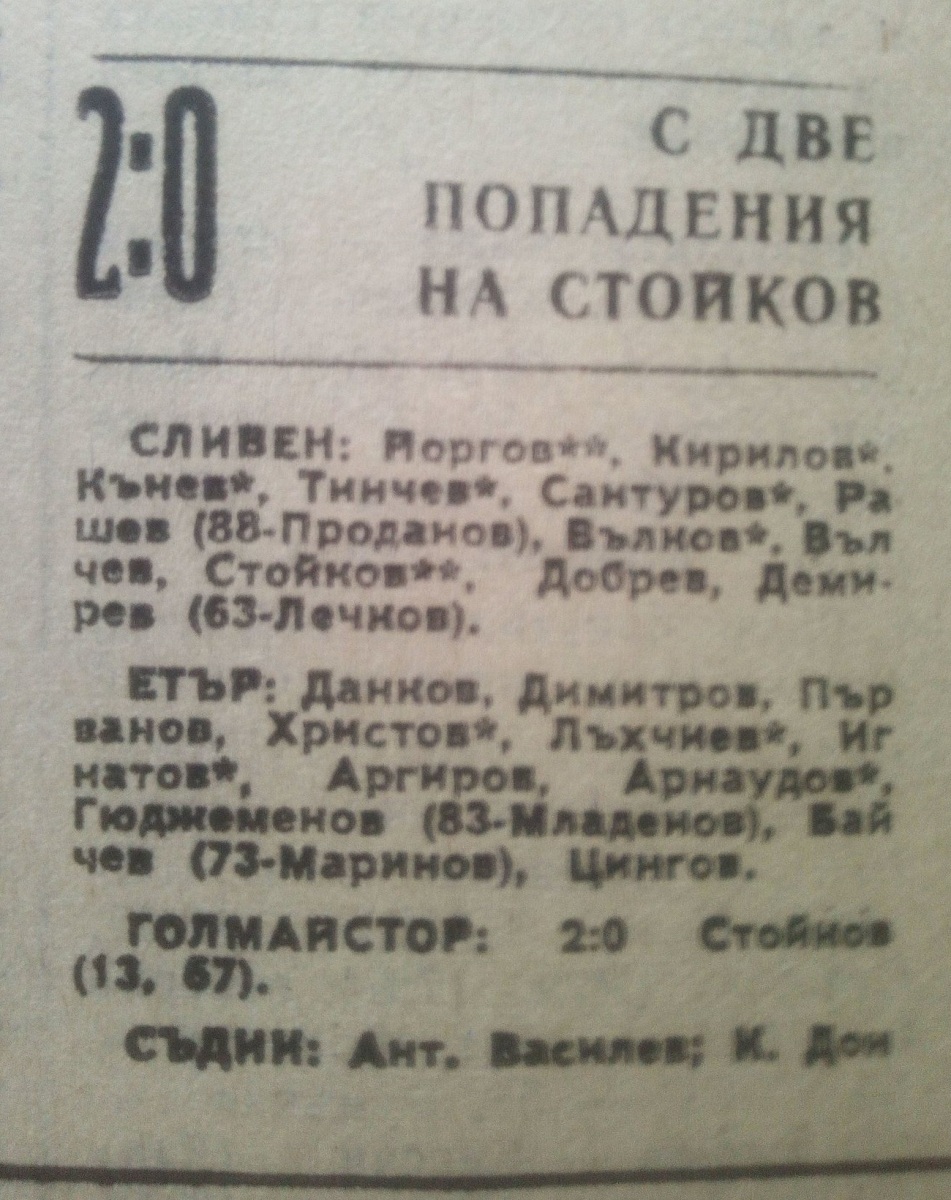 2:0
С ДВЕ
ПОПАДЕНИЯ
НА СТОЙКОВ
СЛИВЕН: Йоргов**, Кирилов*,
Кънев*, Тинчев*, Сантуров*, Ра
шев (88-Проданов), Вълков*, Въл
чев, Стойков**, Добрев, Деми-
рев (63-Лечков).
ЕТЪР: Данков, Димитров, Пър
ванов, Христов*, Лъхчиев*, Иг
натов*, Аргиров, Арнаудов*,
Гюджеменов (83-Младенов), Бай
чев (73-Маринов), Цингов.
ГОЛМАЙСТОР: 2:0 Стойков
(13, 67).
СЪДИИ: Ант. Василев; К. Дон